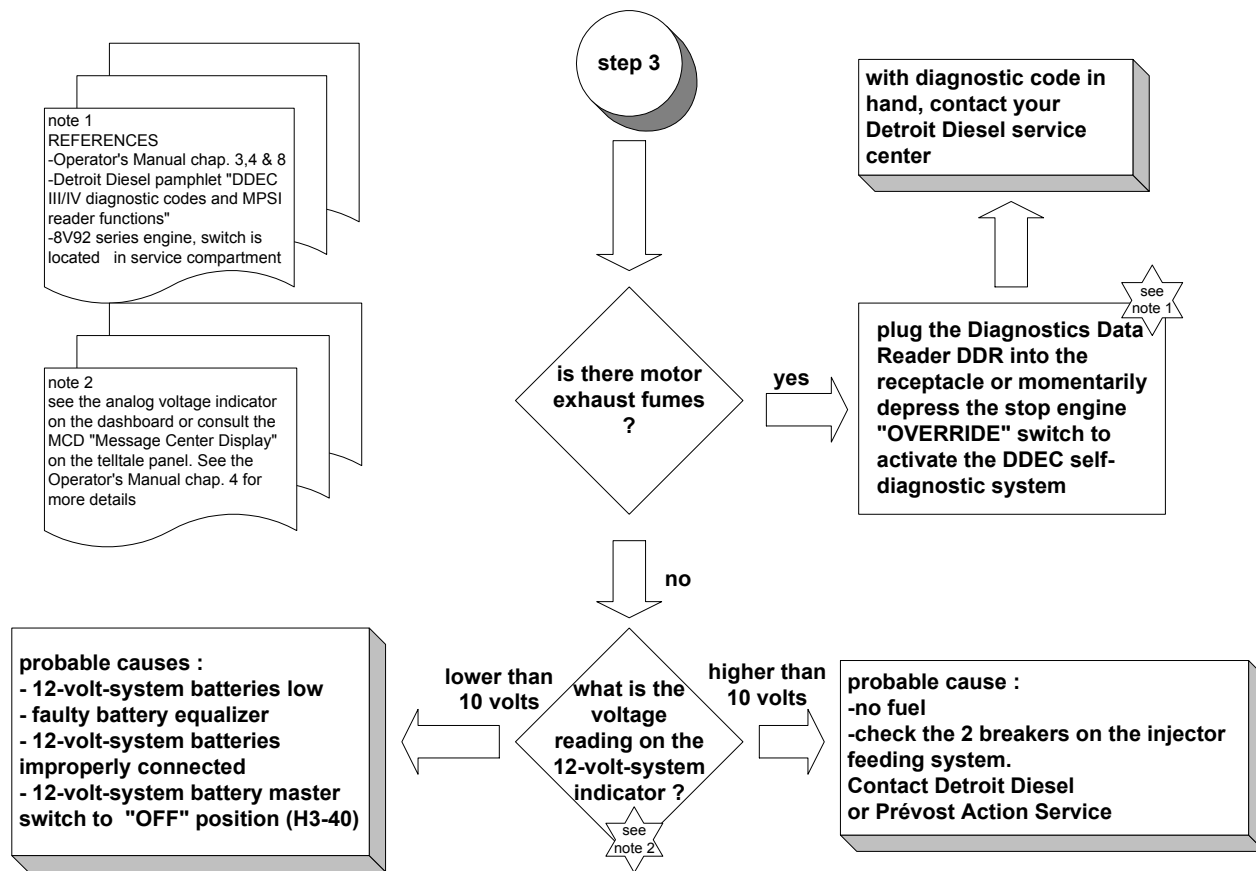 step 3
with diagnostic code in
hand, contact your
Detroit Diesel service
center
note 1
REFERENCES
-Operator's Manual chap. 3,4 & 8
-Detroit Diesel pamphlet "DDEC
III/IV diagnostic codes and MPSI
reader functions"
-8V92 series engine, switch is
located in service compartment
see
note 1
plug the Diagnostics Data
Reader DDR into the
receptacle or momentarily
depress the stop engine
"OVERRIDE" switch to
activate the DDEC self-
diagnostic system
is there motor
exhaust fumes
?
yes
note 2
see the analog voltage indicator
on the dashboard or consult the
MCD "Message Center Display"
on the telltale panel. See the
Operator's Manual chap. 4 for
more details
no
probable causes :
- 12-volt-system batteries low
- faulty battery equalizer
- 12-volt-system batteries
improperly connected
- 12-volt-system battery master
switch to "OFF" position (H3-40)
lower than
10 volts
what is the
voltage
reading on the
12-volt-system
indicator ?
see
note 2
higher than
10 volts
probable cause :
-no fuel
-check the 2 breakers on the injector
feeding system.
Contact Detroit Diesel
or Prévost Action Service